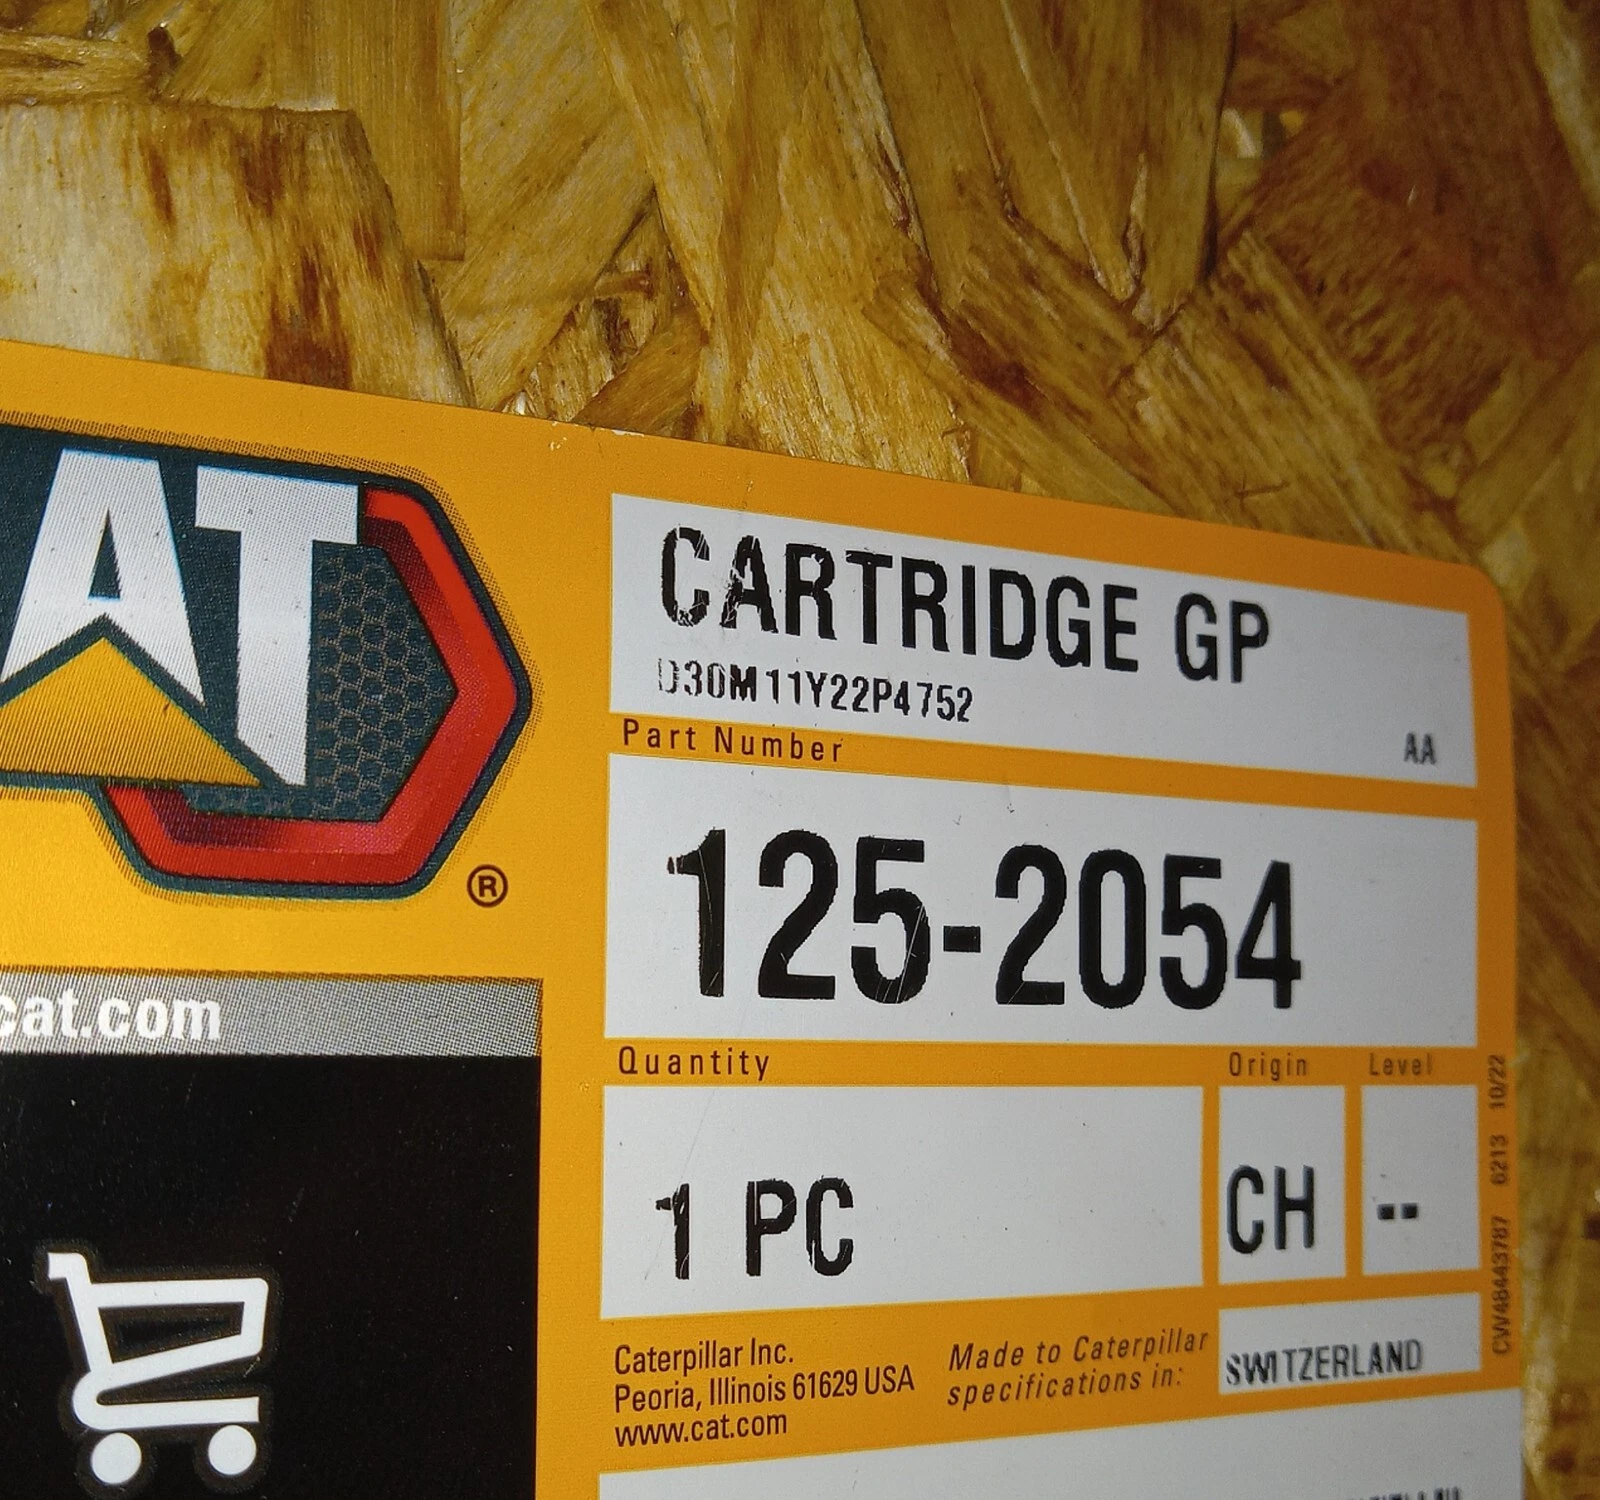 CAT
®
cat.com
CARTRIDGE GP
D30M11Y22P4752
AA
Part Number
125-2054
Quantity
1 PC
Origin
CH
Level
--
Caterpillar Inc.
Peoria, Illinois 61629 USA
www.cat.com
Made to Caterpillar
specifications in:
SWITZERLAND
CW48443787 6213 10/22